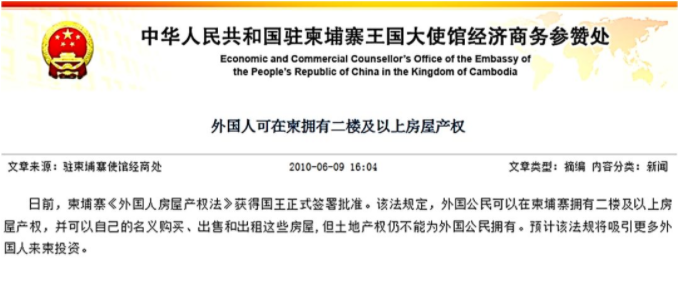 中华人民共和国驻柬埔寨王国大使馆经济商务参赞处
Economic and Commercial Counsellor's Office of the Embassy of
the People's Republic of China in the Kingdom of Cambodia
外国人可在柬拥有二楼及以上房屋产权
文章来源：驻柬埔寨使馆经商处 2010-06-09 16:04 文章类型：摘编 内容分类：新闻
日前，柬埔寨《外国人房屋产权法》获得国王正式签署批准。该法规定，外国公民可以在柬埔寨拥有二楼及以上房
屋产权，并可以自己的名义购买、出售和出租这些房屋,但土地产权仍不能为外国公民拥有。预计该法规将吸引更多外
国人来柬投资。